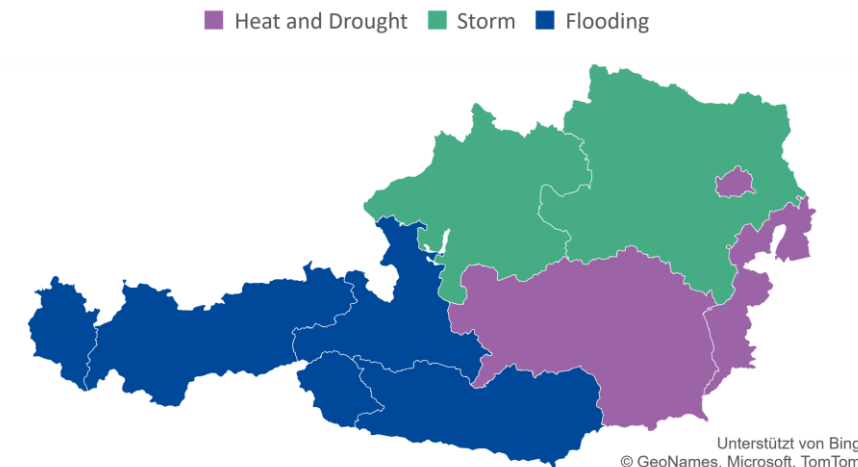 Heat and Drought Storm Flooding
Unterstützt von Bing
© GeoNames, Microsoft, TomTom